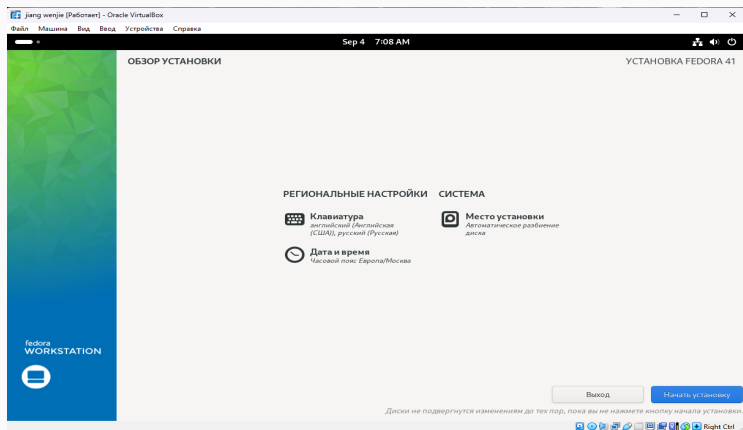 jiang wenjie [Работает] - Oracle VirtualBox
Файл Машина Вид Ввод Устройства Справка
Sep 4 7:08 AM
ОБЗОР УСТАНОВКИ
УСТАНОВКА FEDORA 41
РЕГИОНАЛЬНЫЕ НАСТРОЙКИ
СИСТЕМА
Клавиатура
английский (Английская
(США)), русский (Русская)
Место установки
Автоматическое разбиение
диска
Дата и время
Часовой пояс Европа/Москва
fedora
WORKSTATION
Выход
Начать установку
Диски не подвергнутся изменениям до тех пор, пока вы не нажмете кнопку начала установки.
Right Ctrl